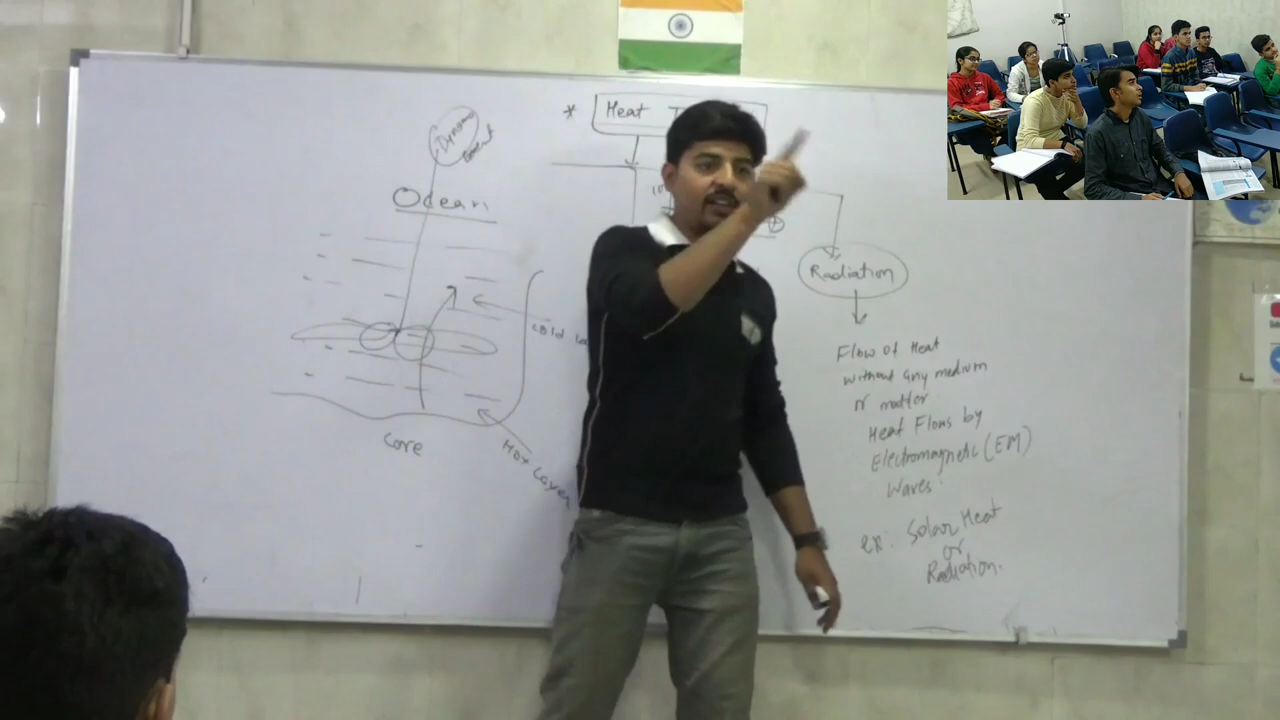 * Heat
Ocean
Cold
Core
Hot Layer
Radiation
Flow of Heat
without any medium
or matter
Heat Flows by
Electromagnetic (EM)
Waves.
ex: Solar Heat
or
Radiation.